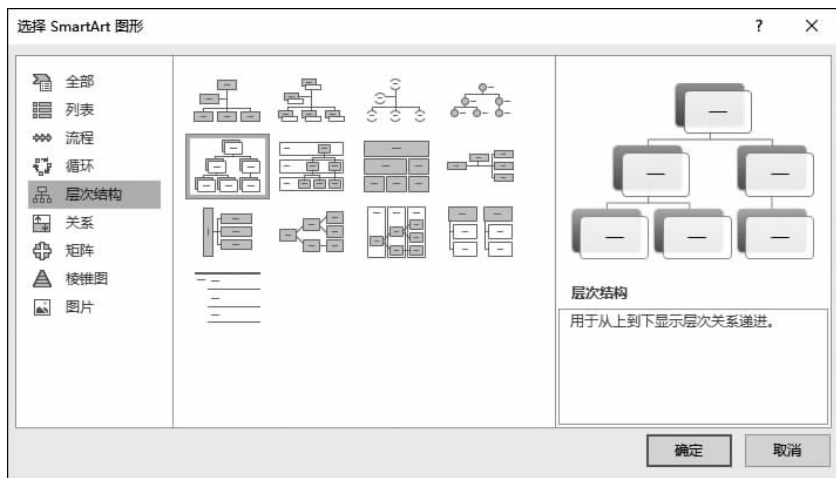 选择 SmartArt 图形
? ×
全部
列表
流程
循环
层次结构
关系
矩阵
棱锥图
图片
层次结构
用于从上到下显示层次关系递进。
确定
取消